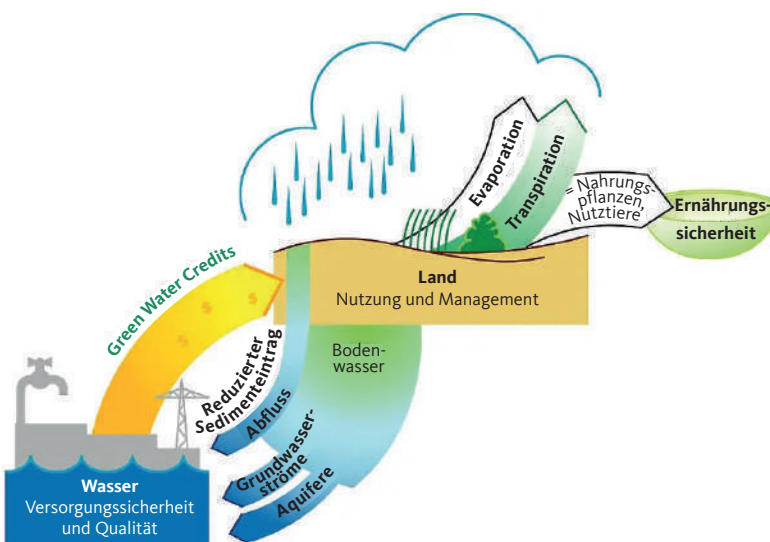 Evaporation
Transpiration
= Nahrungs-
pflanzen,
Nutztiere
Ernährungs-
sicherheit
Land
Nutzung und Management
Green Water Credits
$
$
$
Reduzierter
Sedimenteintrag
Abfluss
Boden-
wasser
Grundwasser-
ströme
Aquifere
Wasser
Versorgungssicherheit
und Qualität